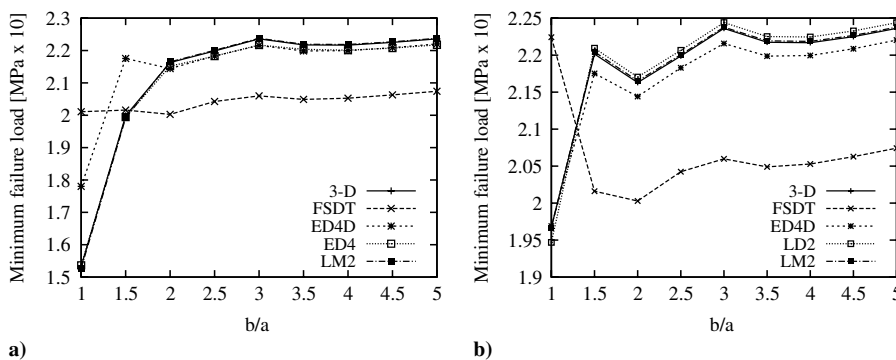 Minimum failure load [MPa x 10]
2.3
2.2
2.1
2
1.9
1.8
1.7
1.6
1.5
1 1.5 2 2.5 3 3.5 4 4.5 5
b/a
3-D
FSDT
ED4D
ED4
LM2
a)
Minimum failure load [MPa x 10]
2.25
2.2
2.15
2.1
2.05
2
1.95
1.9
1 1.5 2 2.5 3 3.5 4 4.5 5
b/a
3-D
FSDT
ED4D
LD2
LM2
b)